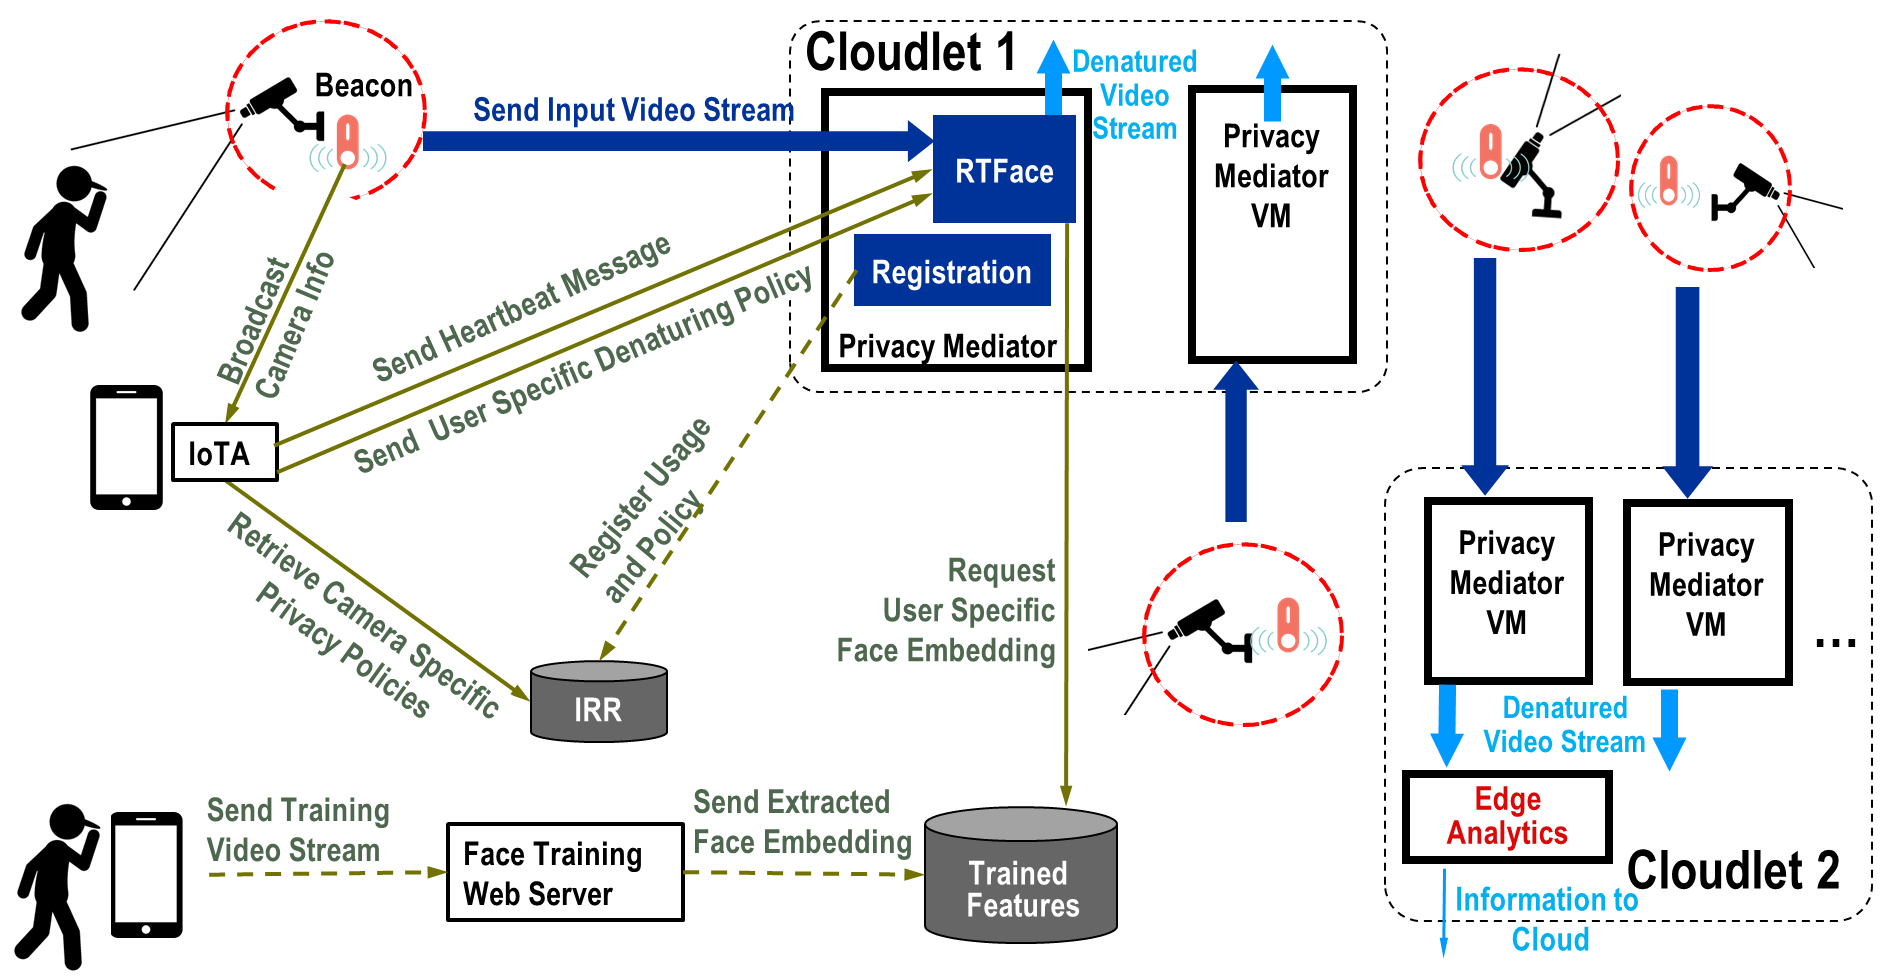 Cloudlet 1
Beacon
Send Input Video Stream
Denatured
Video
Stream
RTFace
Registration
Privacy Mediator
Privacy
Mediator
VM
Broadcast
Camera Info
Send Heartbeat Message
Send User Specific Denaturing Policy
IoTA
Retrieve Camera Specific
Privacy Policies
Register Usage
and Policy
IRR
Request
User Specific
Face Embedding
Privacy
Mediator
VM
Privacy
Mediator
VM
...
Denatured
Video Stream
Edge
Analytics
Cloudlet 2
Information to
Cloud
Send Training
Video Stream
Face Training
Web Server
Send Extracted
Face Embedding
Trained
Features